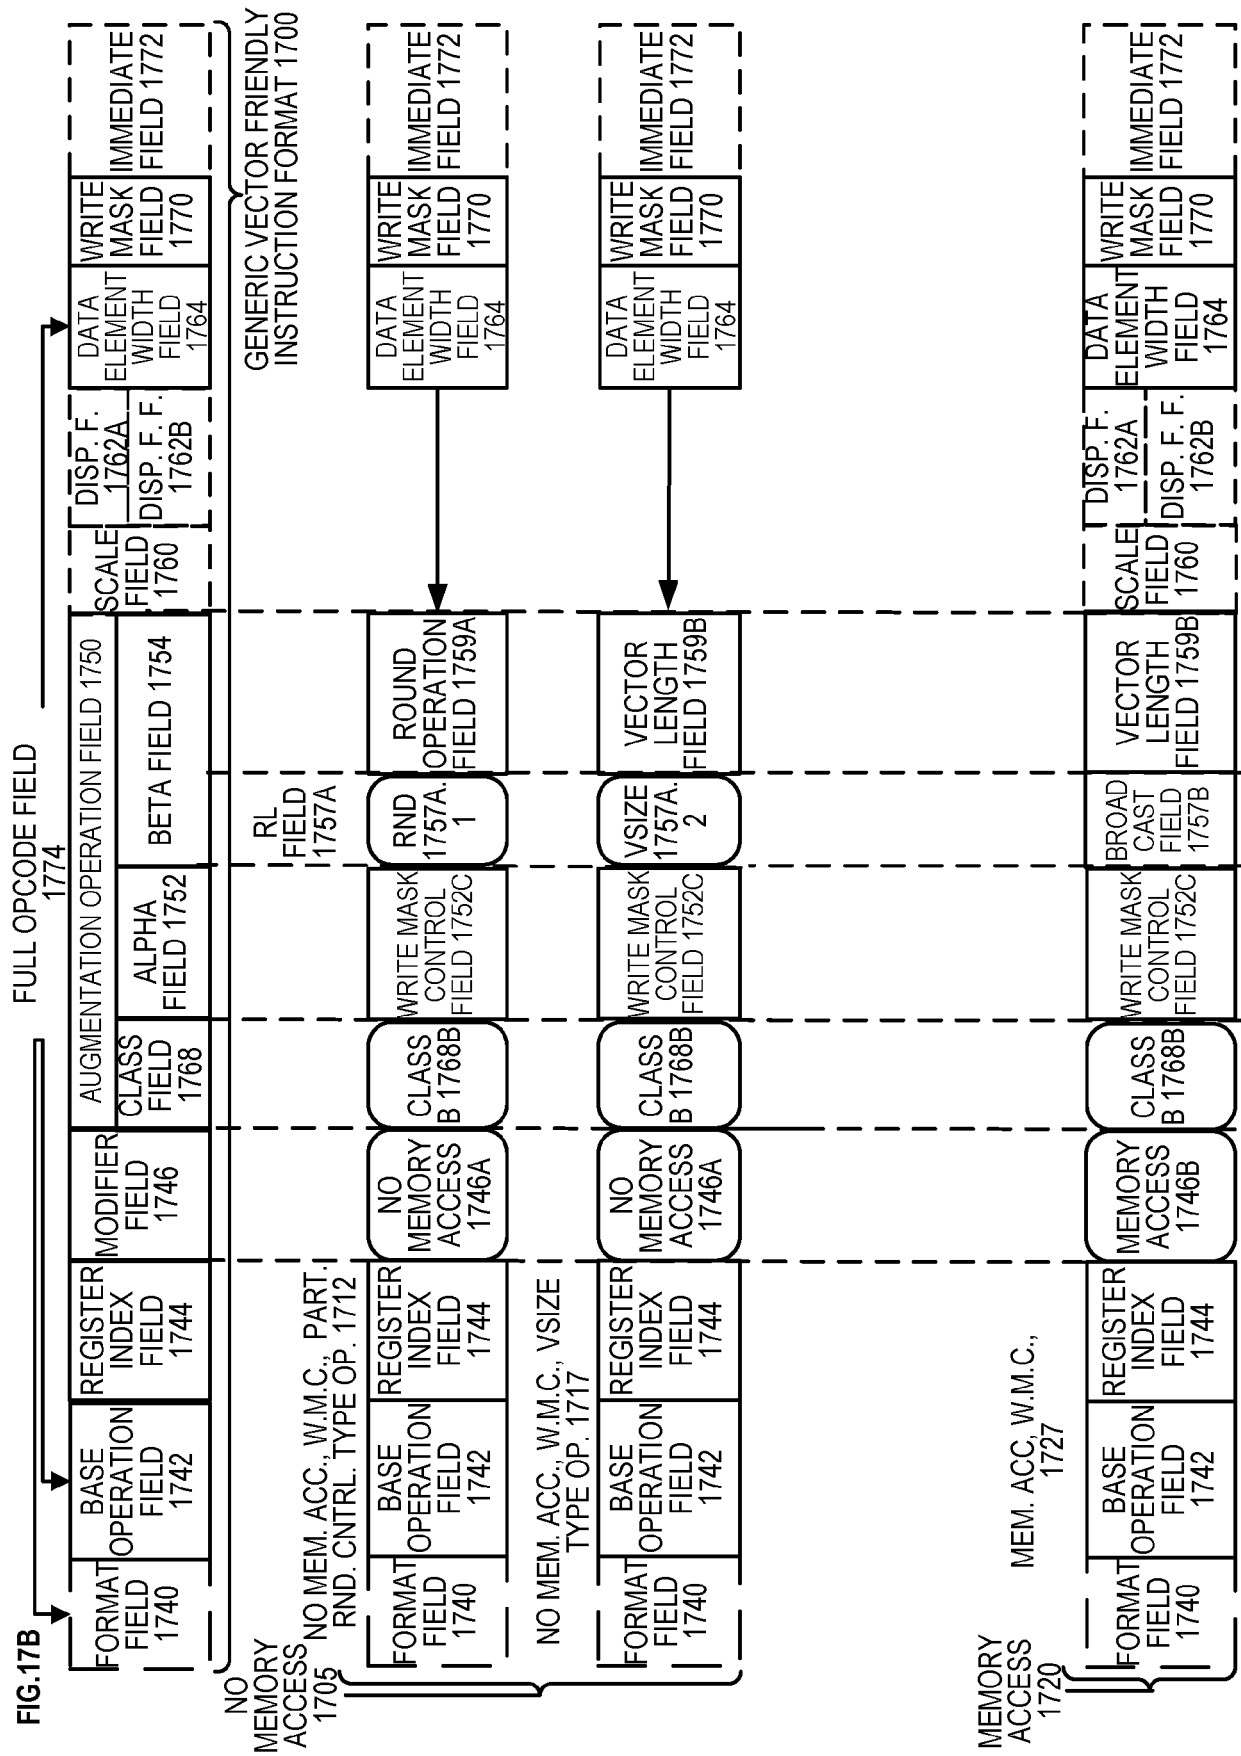 FIG.17B
FULL OPCODE FIELD
1774
FORMAT
FIELD
1740
BASE
OPERATION
FIELD
1742
REGISTER
INDEX
FIELD
1744
MODIFIER
FIELD
1746
AUGMENTATION OPERATION FIELD 1750
CLASS
FIELD
1768
ALPHA
FIELD 1752
BETA FIELD 1754
SCALE
FIELD
1760
DISP. F.
1762A
DISP. F. F.
1762B
DATA
ELEMENT
WIDTH
FIELD
1764
WRITE
MASK
FIELD
1770
IMMEDIATE
FIELD 1772
GENERIC VECTOR FRIENDLY
INSTRUCTION FORMAT 1700
NO
MEMORY
ACCESS
1705
NO MEM. ACC., W.M.C., PART.
RND. CNTRL. TYPE OP. 1712
RL
FIELD
1757A
FORMAT
FIELD
1740
BASE
OPERATION
FIELD
1742
REGISTER
INDEX
FIELD
1744
NO
MEMORY
ACCESS
1746A
CLASS
B 1768B
WRITE MASK
CONTROL
FIELD 1752C
RND
1757A.
1
ROUND
OPERATION
FIELD 1759A
DATA
ELEMENT
WIDTH
FIELD
1764
WRITE
MASK
FIELD
1770
IMMEDIATE
FIELD 1772
NO MEM. ACC., W.M.C., VSIZE
TYPE OP. 1717
FORMAT
FIELD
1740
BASE
OPERATION
FIELD
1742
REGISTER
INDEX
FIELD
1744
NO
MEMORY
ACCESS
1746A
CLASS
B 1768B
WRITE MASK
CONTROL
FIELD 1752C
VSIZE
1757A.
2
VECTOR
LENGTH
FIELD 1759B
DATA
ELEMENT
WIDTH
FIELD
1764
WRITE
MASK
FIELD
1770
IMMEDIATE
FIELD 1772
MEMORY
ACCESS
1720
MEM. ACC, W.M.C.,
1727
FORMAT
FIELD
1740
BASE
OPERATION
FIELD
1742
REGISTER
INDEX
FIELD
1744
MEMORY
ACCESS
1746B
CLASS
B 1768B
WRITE MASK
CONTROL
FIELD 1752C
BROAD
CAST
FIELD
1757B
VECTOR
LENGTH
FIELD 1759B
SCALE
FIELD
1760
DISP. F.
1762A
DISP. F. F.
1762B
DATA
ELEMENT
WIDTH
FIELD
1764
WRITE
MASK
FIELD
1770
IMMEDIATE
FIELD 1772